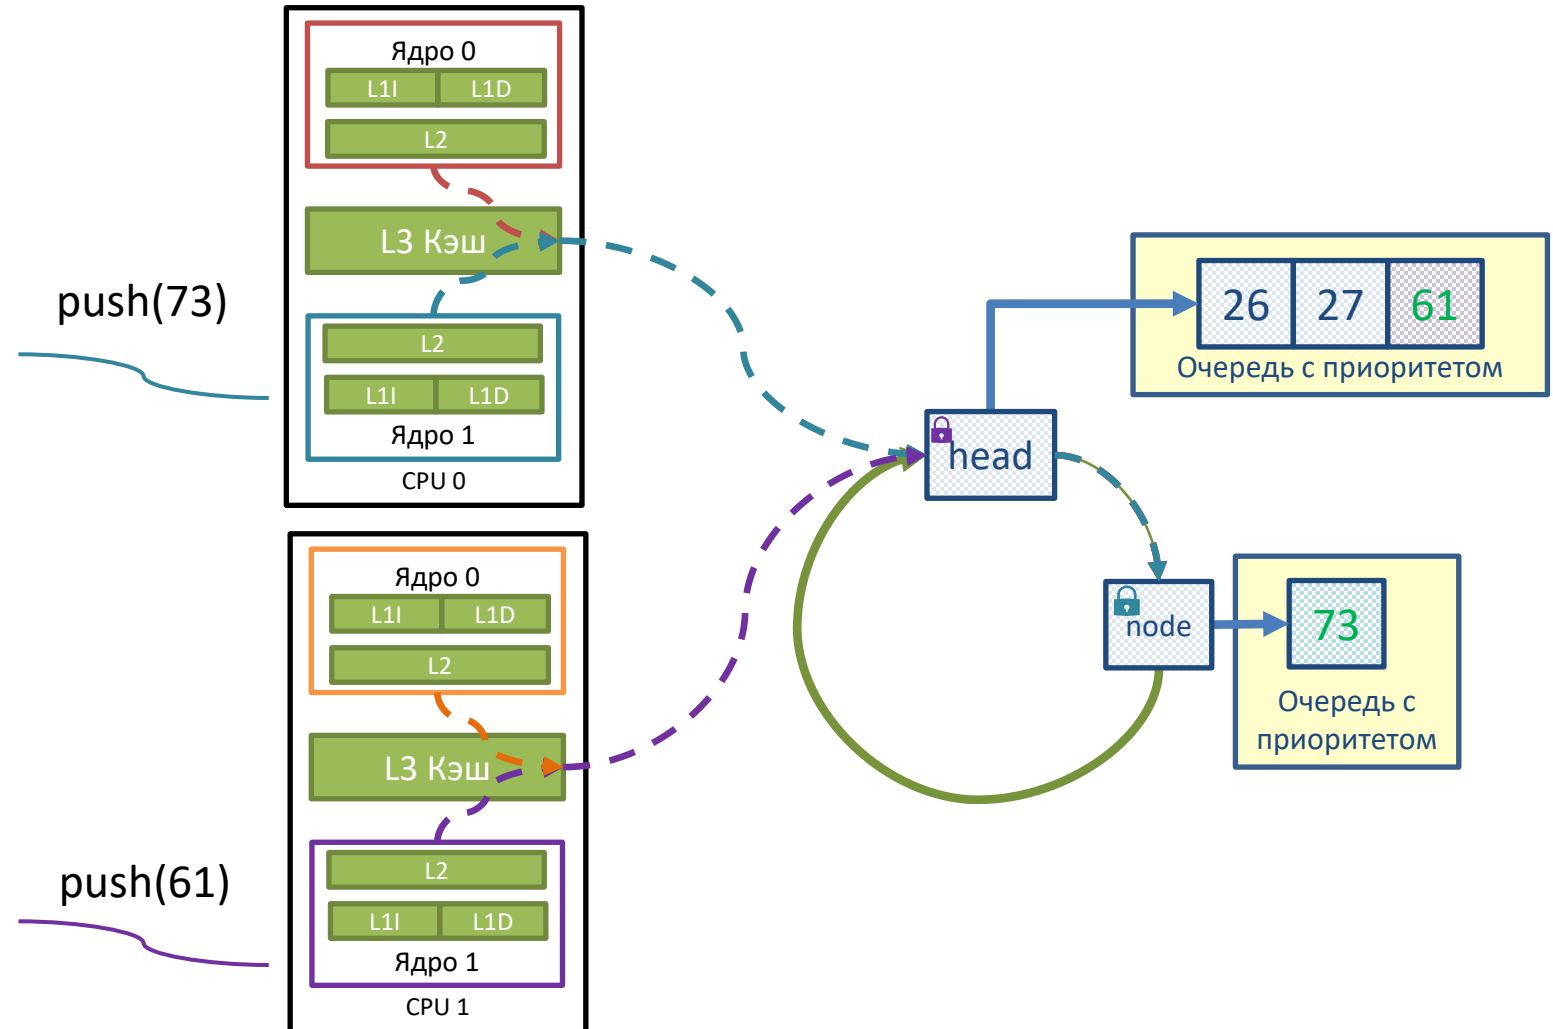 Ядро 0
L1I L1D
L2
L3 Кэш
push(73)
L2
L1I L1D
Ядро 1
CPU 0
26 27 61
Очередь с приоритетом
head
node
73
Очередь с
приоритетом
Ядро 0
L1I L1D
L2
L3 Кэш
push(61)
L2
L1I L1D
Ядро 1
CPU 1